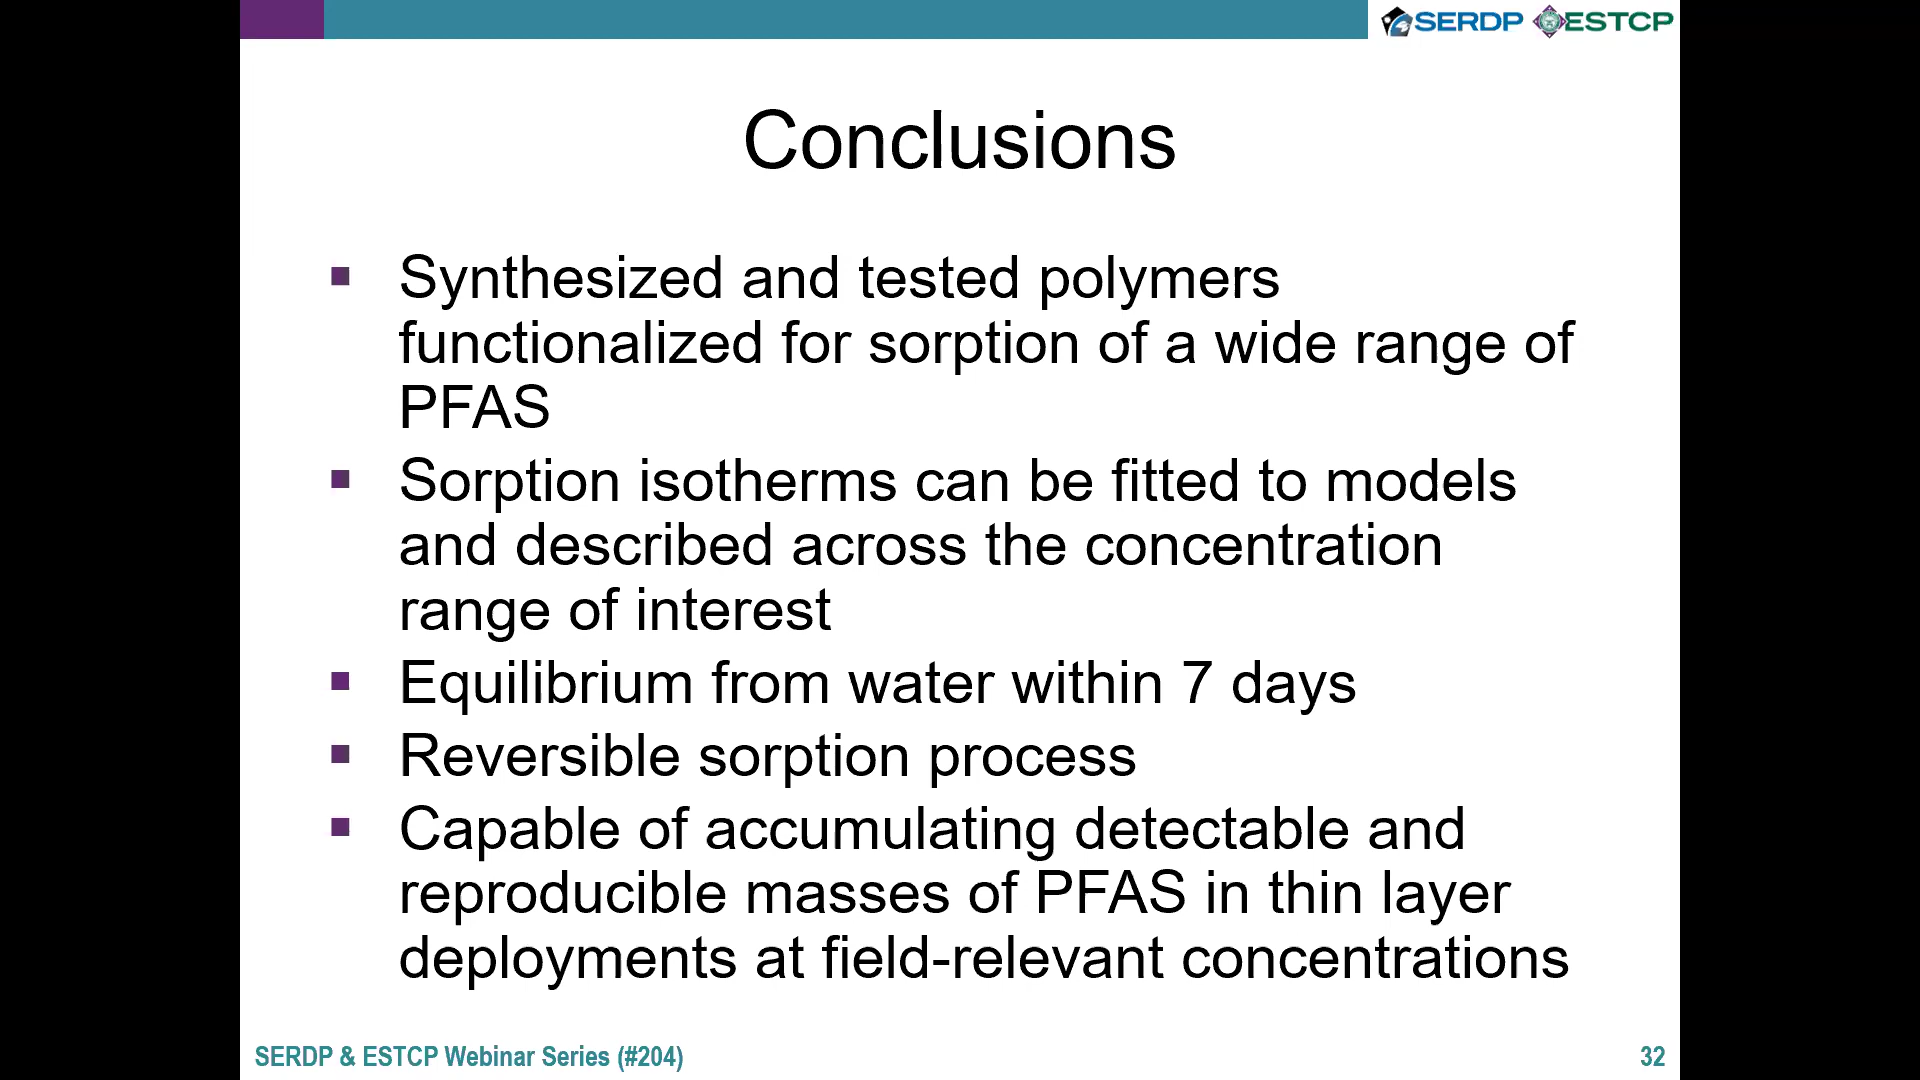 SERDP ESTCP
Conclusions
▪ Synthesized and tested polymers
functionalized for sorption of a wide range of
PFAS
▪ Sorption isotherms can be fitted to models
and described across the concentration
range of interest
▪ Equilibrium from water within 7 days
▪ Reversible sorption process
▪ Capable of accumulating detectable and
reproducible masses of PFAS in thin layer
deployments at field-relevant concentrations
SERDP & ESTCP Webinar Series (#204)
32